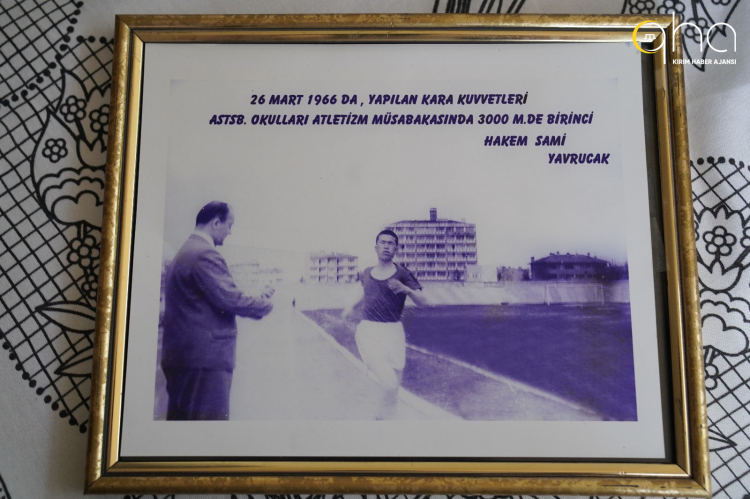 qha
KIRIM HABER AJANSI
26 MART 1966 DA , YAPILAN KARA KUVVETLERİ
ASTSB. OKULLARI ATLETİZM MÜSABAKASINDA 3000 M.DE BİRİNCİ
HAKEM SAMİ
YAVRUCAK